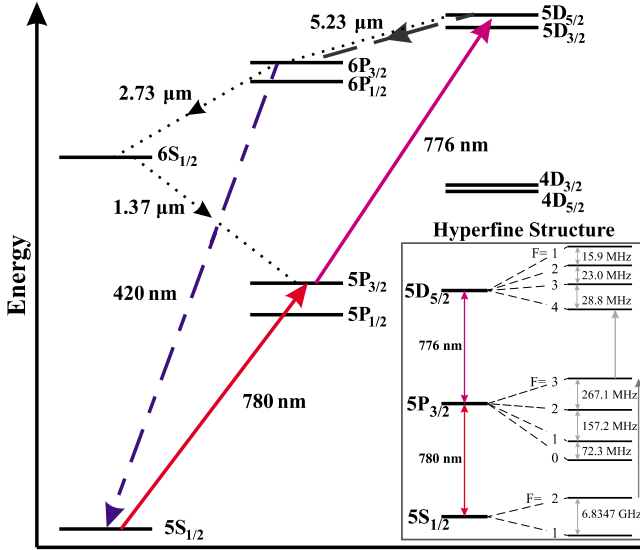 Energy
5.23 μm
5D5/2
5D3/2
6P3/2
6P1/2
2.73 μm
6S1/2
776 nm
1.37 μm
4D3/2
4D5/2
420 nm
5P3/2
5P1/2
780 nm
5S1/2
Hyperfine Structure
F= 1
15.9 MHz
2
23.0 MHz
3
28.8 MHz
4
5D5/2
776 nm
F= 3
267.1 MHz
5P3/2
2
157.2 MHz
1
72.3 MHz
0
780 nm
F= 2
6.8347 GHz
5S1/2
1